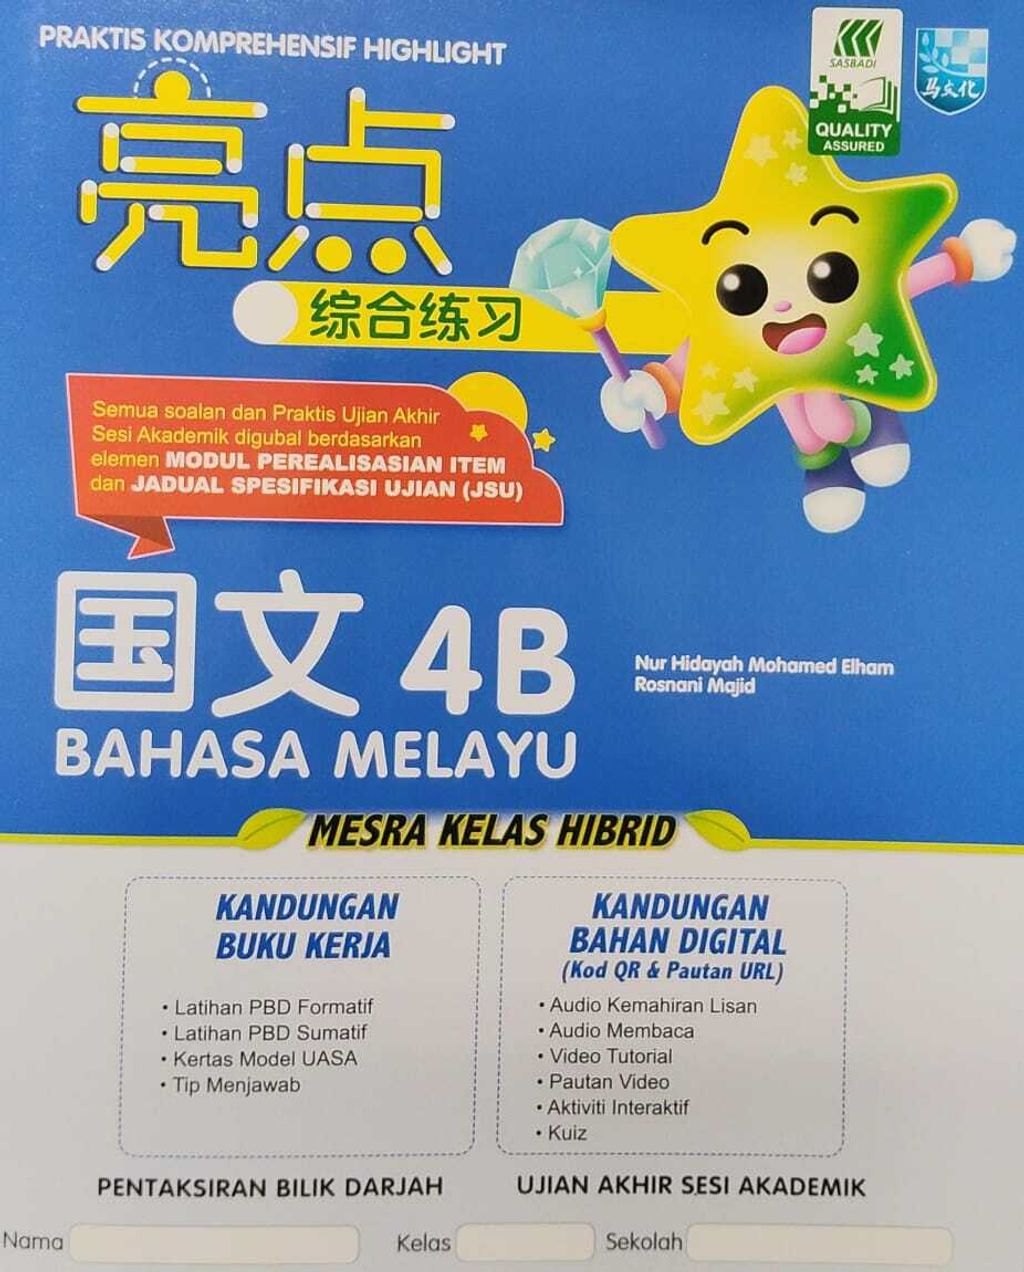 PRAKTIS KOMPREHENSIF HIGHLIGHT
亮点
综合练习
SASBADI
QUALITY
ASSURED
马文化
Semua soalan dan Praktis Ujian Akhir
Sesi Akademik digubal berdasarkan
elemen MODUL PEREALISASIAN ITEM
dan JADUAL SPESIFIKASI UJIAN (JSU)
国文 4B
BAHASA MELAYU
Nur Hidayah Mohamed Elham
Rosnani Majid
MESRA KELAS HIBRID
KANDUNGAN
BUKU KERJA
• Latihan PBD Formatif
• Latihan PBD Sumatif
• Kertas Model UASA
• Tip Menjawab
KANDUNGAN
BAHAN DIGITAL
(Kod QR & Pautan URL)
• Audio Kemahiran Lisan
• Audio Membaca
• Video Tutorial
• Pautan Video
• Aktiviti Interaktif
• Kuiz
PENTAKSIRAN BILIK DARJAH
UJIAN AKHIR SESI AKADEMIK
Nama Kelas Sekolah